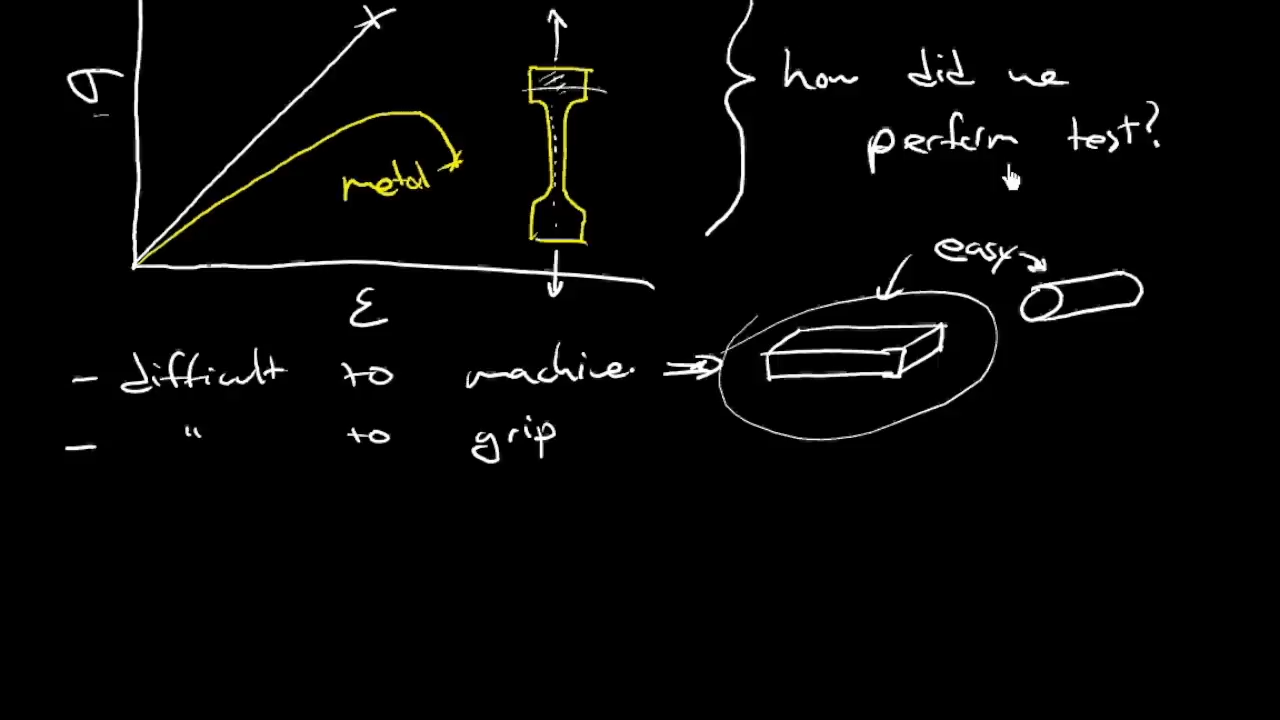 σ
how did we
perform test?
metal
easy
ε
- difficult to machine.
- " to grip